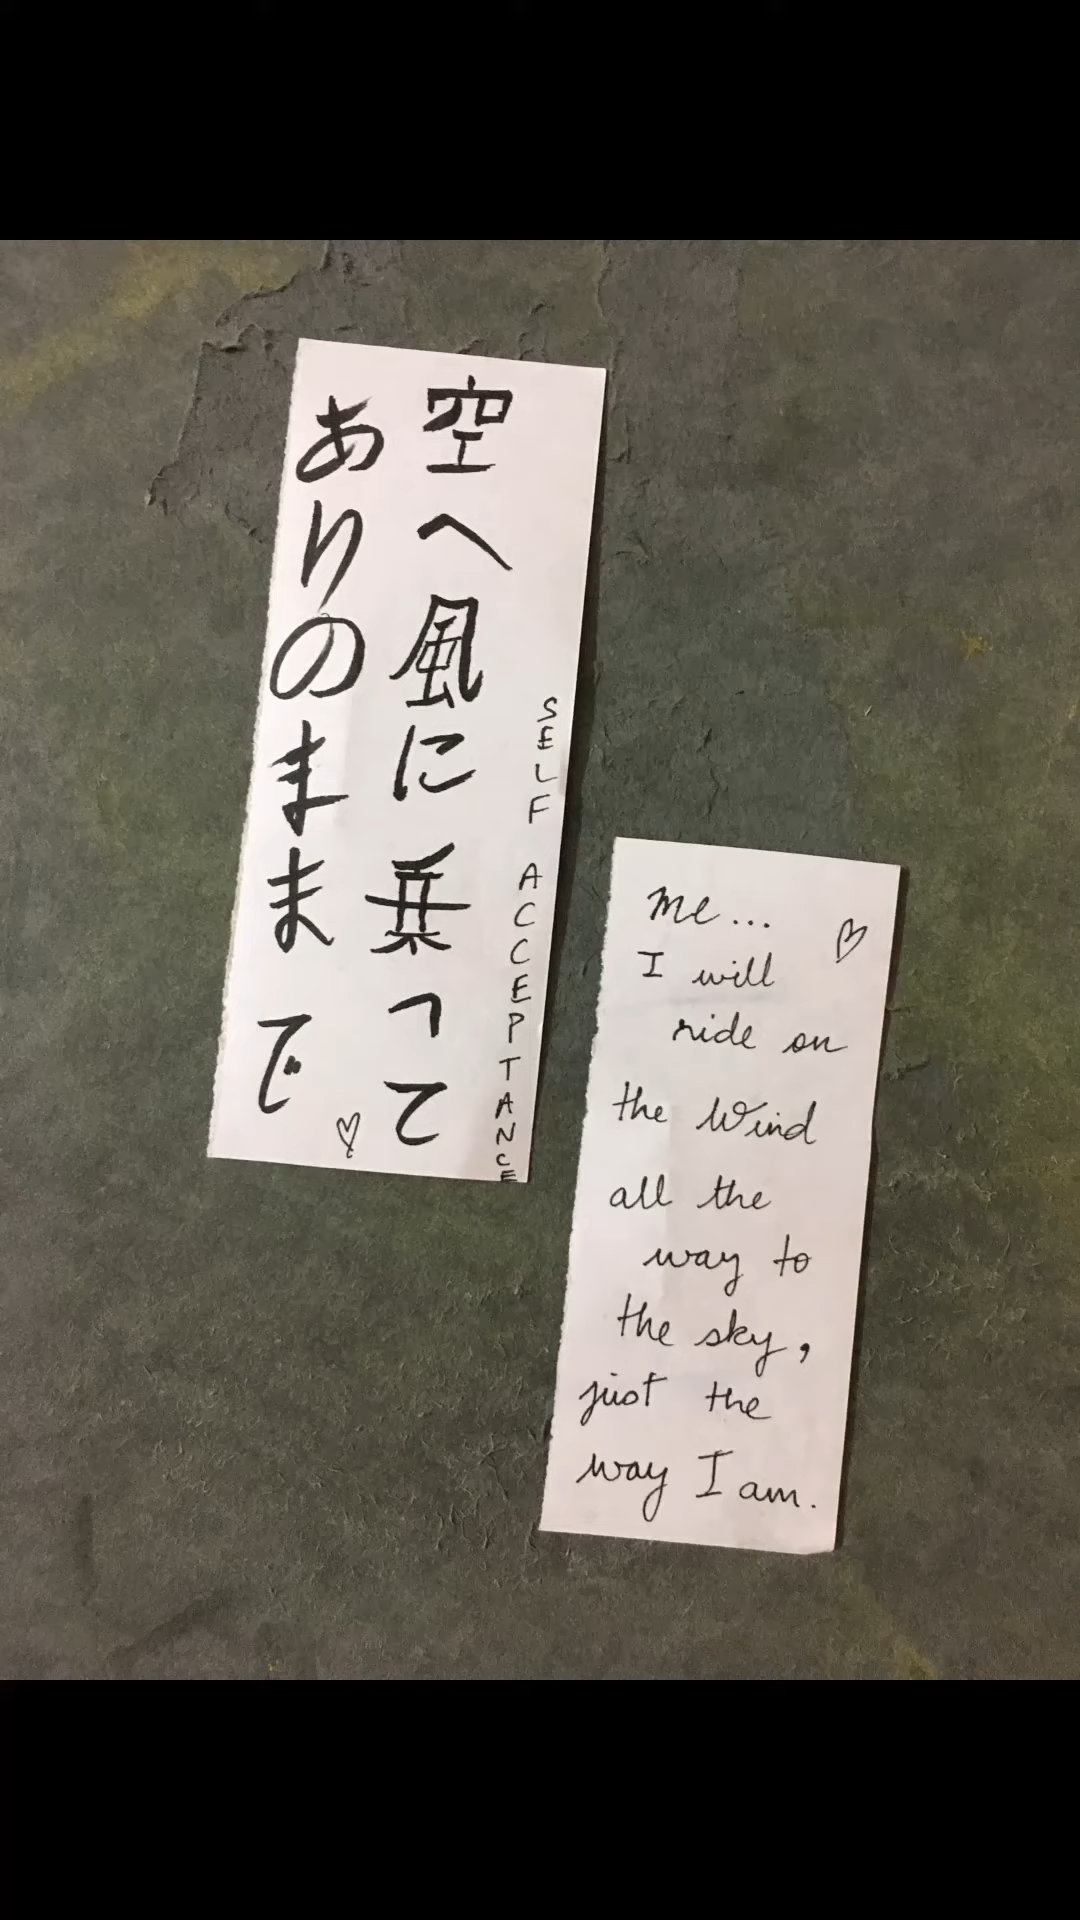 空へ風に乗って
ありのままで
SELF ACCEPTANCE
me...
I will
ride on
the Wind
all the
way to
the sky,
just the
way I am.